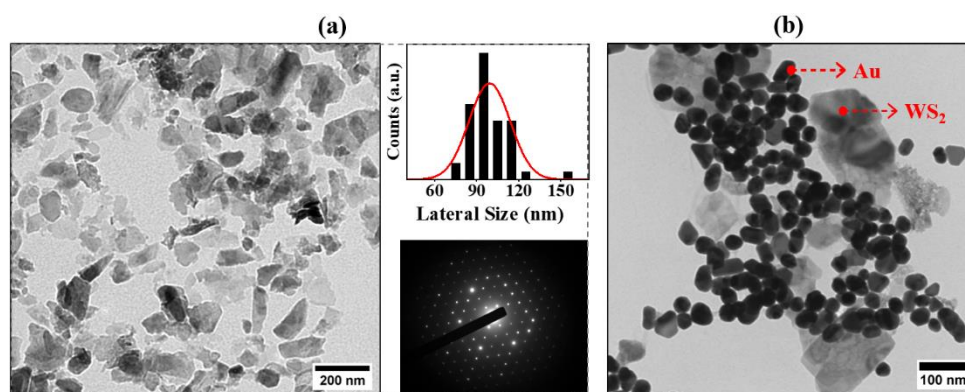 (a)
200 nm
Counts (a.u.)
60 90 120 150
Lateral Size (nm)
(b)
Au
WS₂
100 nm